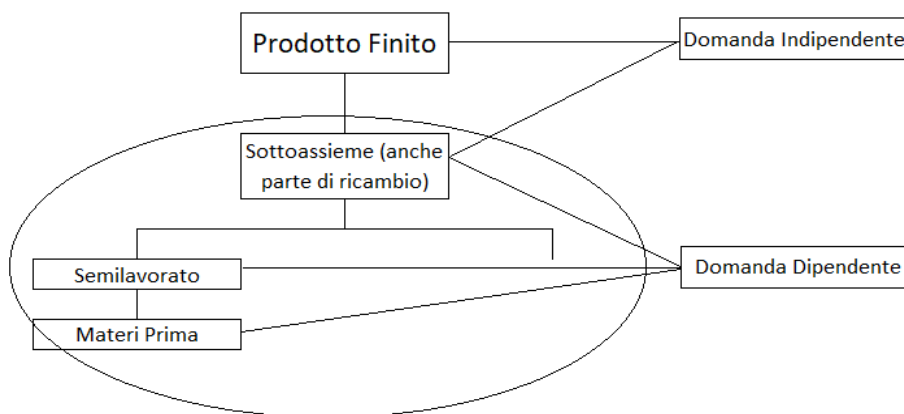 Prodotto Finito
Domanda Indipendente
Sottoassieme (anche
parte di ricambio)
Semilavorato
Domanda Dipendente
Materi Prima